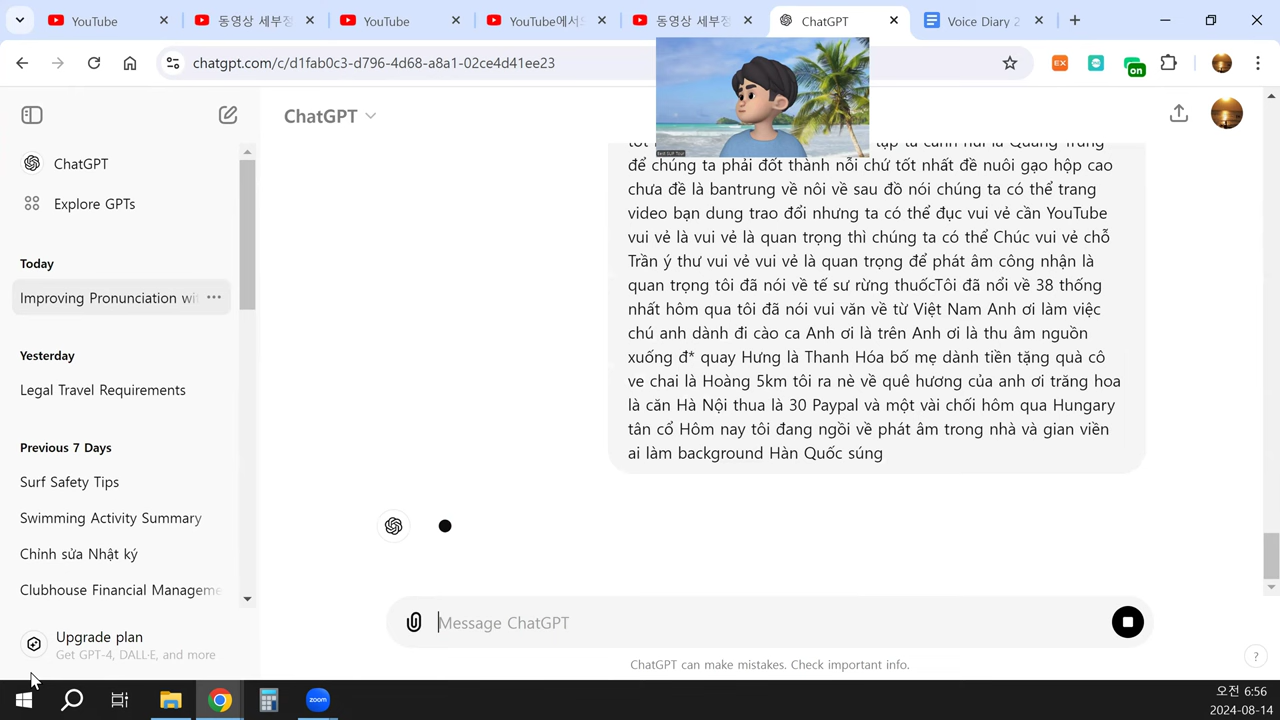 YouTube
동영상 세부정
YouTube
YouTube에서
동영상 세부정
ChatGPT
Voice Diary 2
chatgpt.com/c/d1fab0c3-d796-4d68-a8a1-02ce4d41ee23
EX
on
ChatGPT
ChatGPT
Explore GPTs
Today
Improving Pronunciation wit
Yesterday
Legal Travel Requirements
Previous 7 Days
Surf Safety Tips
Swimming Activity Summary
Chính sửa Nhật ký
Clubhouse Financial Manageme
Upgrade plan
Get GPT-4, DALL·E, and more
là Quang Trung
để chúng ta phải đốt thành nỗi chứ tốt nhất đề nuôi gạo hộp cao
chưa đề là bantrung về nôi về sau đồ nói chúng ta có thể trang
video bạn dung trao đổi nhưng ta có thể đục vui vẻ cần YouTube
vui vẻ là vui vẻ là quan trọng thì chúng ta có thể Chúc vui vẻ chỗ
Trần ý thư vui vẻ vui vẻ là quan trọng để phát âm công nhận là
quan trọng tôi đã nói về tế sư rừng thuốcTôi đã nổi về 38 thống
nhất hôm qua tôi đã nói vui văn về từ Việt Nam Anh ơi làm việc
chú anh dành đi cào ca Anh ơi là trên Anh ơi là thu âm nguồn
xuống đ* quay Hưng là Thanh Hóa bố mẹ dành tiền tặng quà cô
ve chai là Hoàng 5km tôi ra nè về quê hương của anh ơi trăng hoa
là căn Hà Nội thua là 30 Paypal và một vài chối hôm qua Hungary
tân cổ Hôm nay tôi đang ngồi về phát âm trong nhà và gian viền
ai làm background Hàn Quốc súng
Message ChatGPT
ChatGPT can make mistakes. Check important info.
?
zoom
오전 6:56
2024-08-14